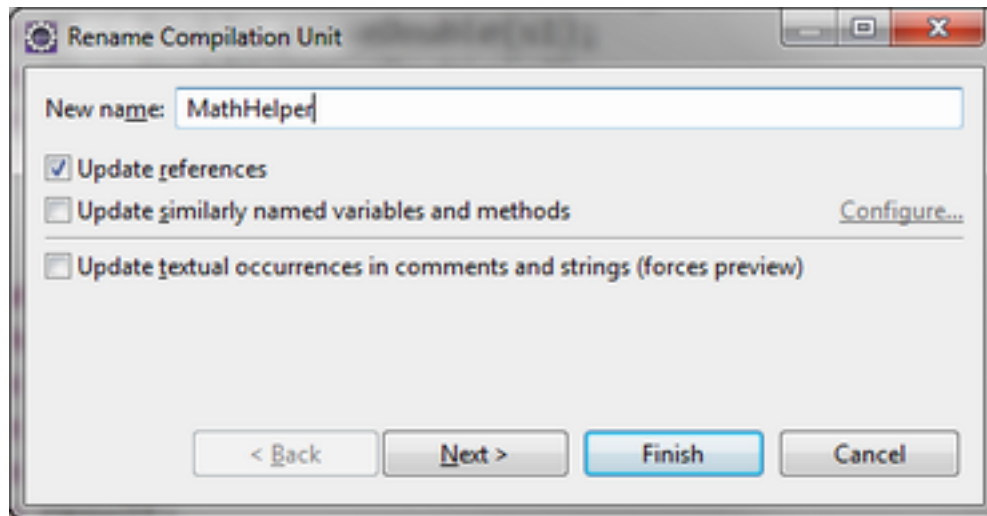 Rename Compilation Unit
New name: MathHelper
Update references
Update similarly named variables and methods Configure...
Update textual occurrences in comments and strings (forces preview)
< Back Next > Finish Cancel